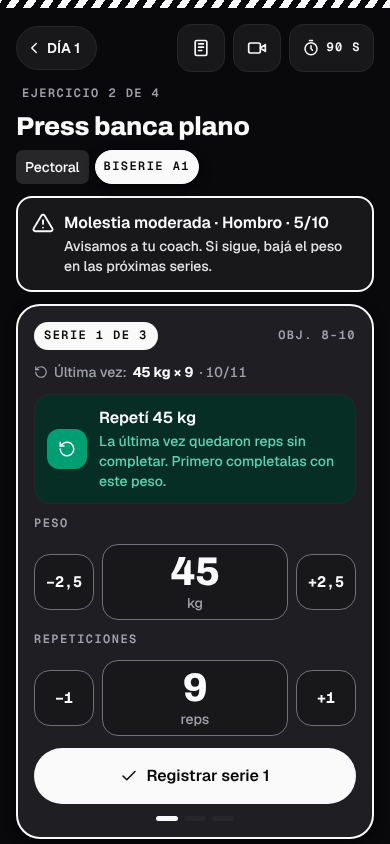 DÍA 1
90 S
EJERCICIO 2 DE 4
Press banca plano
Pectoral
BISERIE A1
Molestia moderada · Hombro · 5/10
Avisamos a tu coach. Si sigue, bajá el peso
en las próximas series.
SERIE 1 DE 3
OBJ. 8-10
Última vez: 45 kg × 9 · 10/11
Repetí 45 kg
La última vez quedaron reps sin
completar. Primero completalas con
este peso.
PESO
−2,5
45
kg
+2,5
REPETICIONES
−1
9
reps
+1
Registrar serie 1